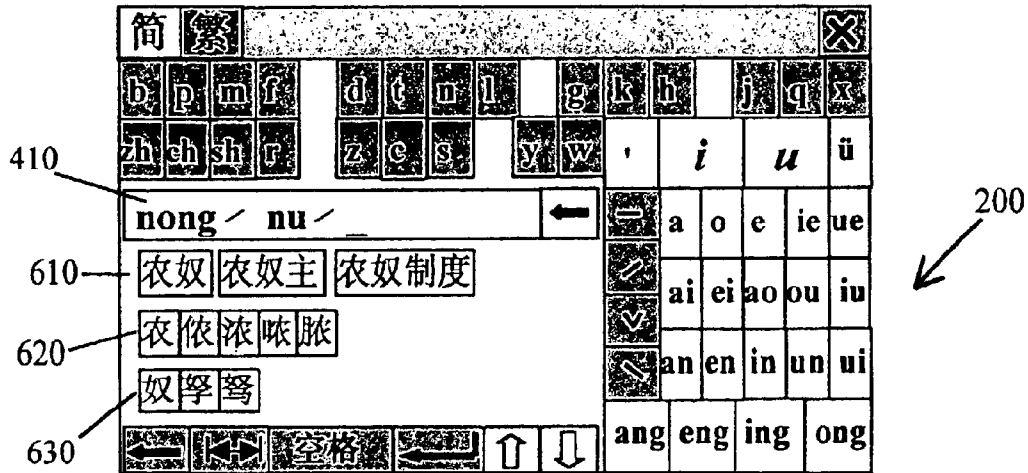 简 繁
b p m f d t n l g k h j q x
zh ch sh r z c s y w ' i u ü
410
nong ˊ nu ˊ _
a o e ie ue
200
610
农奴 农奴主 农奴制度
ai ei ao ou iu
620
农 侬 浓 哝 脓
an en in un ui
630
奴 孥 驽
空格
ang eng ing ong